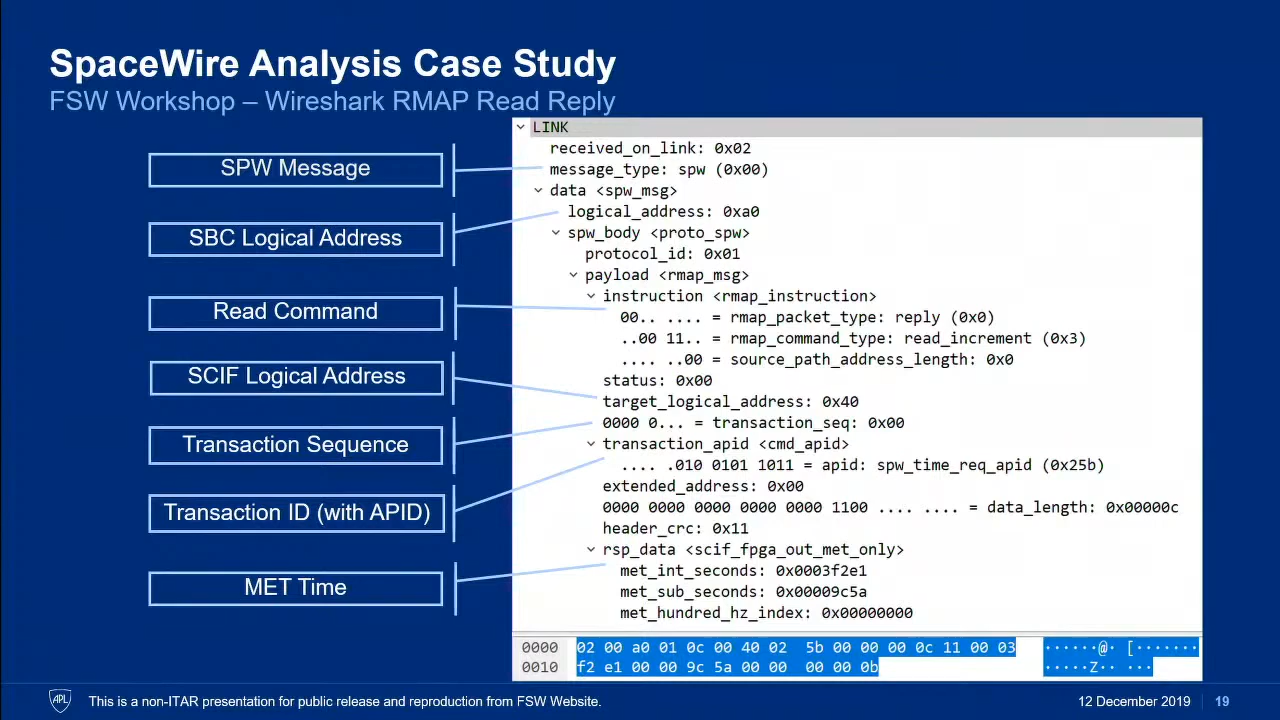 SpaceWire Analysis Case Study
FSW Workshop – Wireshark RMAP Read Reply
SPW Message
SBC Logical Address
Read Command
SCIF Logical Address
Transaction Sequence
Transaction ID (with APID)
MET Time
LINK
received_on_link: 0x02
message_type: spw (0x00)
data <spw_msg>
logical_address: 0xa0
spw_body <proto_spw>
protocol_id: 0x01
payload <rmap_msg>
instruction <rmap_instruction>
00.. .... = rmap_packet_type: reply (0x0)
..00 11.. = rmap_command_type: read_increment (0x3)
.... ..00 = source_path_address_length: 0x0
status: 0x00
target_logical_address: 0x40
0000 0... = transaction_seq: 0x00
transaction_apid <cmd_apid>
.... .010 0101 1011 = apid: spw_time_req_apid (0x25b)
extended_address: 0x00
0000 0000 0000 0000 0000 1100 .... .... = data_length: 0x00000c
header_crc: 0x11
rsp_data <scif_fpga_out_met_only>
met_int_seconds: 0x0003f2e1
met_sub_seconds: 0x00009c5a
met_hundred_hz_index: 0x00000000
0000 02 00 a0 01 0c 00 40 02 5b 00 00 00 0c 11 00 03 ······@· [·······
0010 f2 e1 00 00 9c 5a 00 00 00 00 0b ·····Z·· ···
APL
This is a non-ITAR presentation for public release and reproduction from FSW Website.
12 December 2019
19